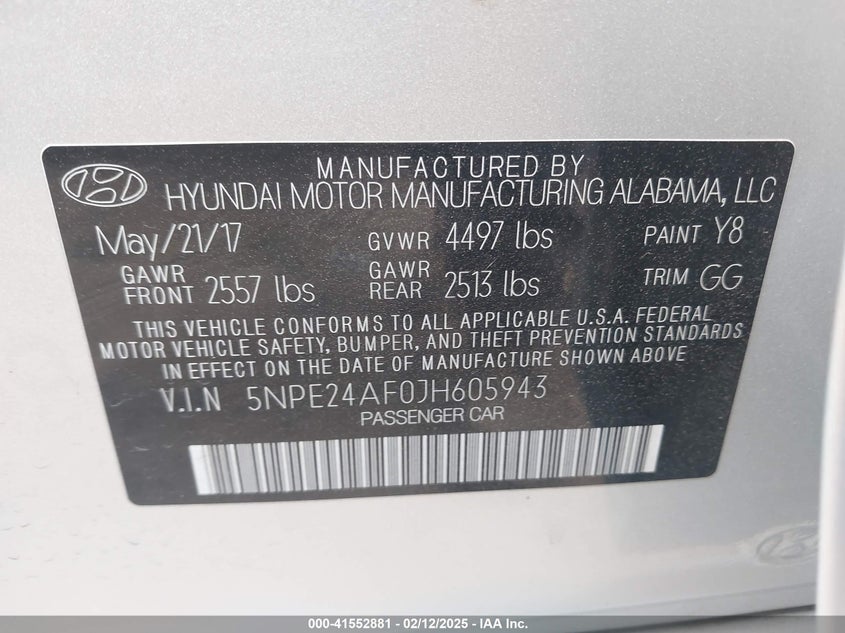 MANUFACTURED BY
HYUNDAI MOTOR MANUFACTURING ALABAMA, LLC
May/21/17 GVWR 4497 lbs PAINT Y8
GAWR FRONT 2557 lbs GAWR REAR 2513 lbs TRIM GG
THIS VEHICLE CONFORMS TO ALL APPLICABLE U.S.A. FEDERAL
MOTOR VEHICLE SAFETY, BUMPER, AND THEFT PREVENTION STANDARDS
IN EFFECT ON THE DATE OF MANUFACTURE SHOWN ABOVE.
V.I.N 5NPE24AF0JH605943
PASSENGER CAR
000-41552881 - 02/12/2025 - IAA Inc.